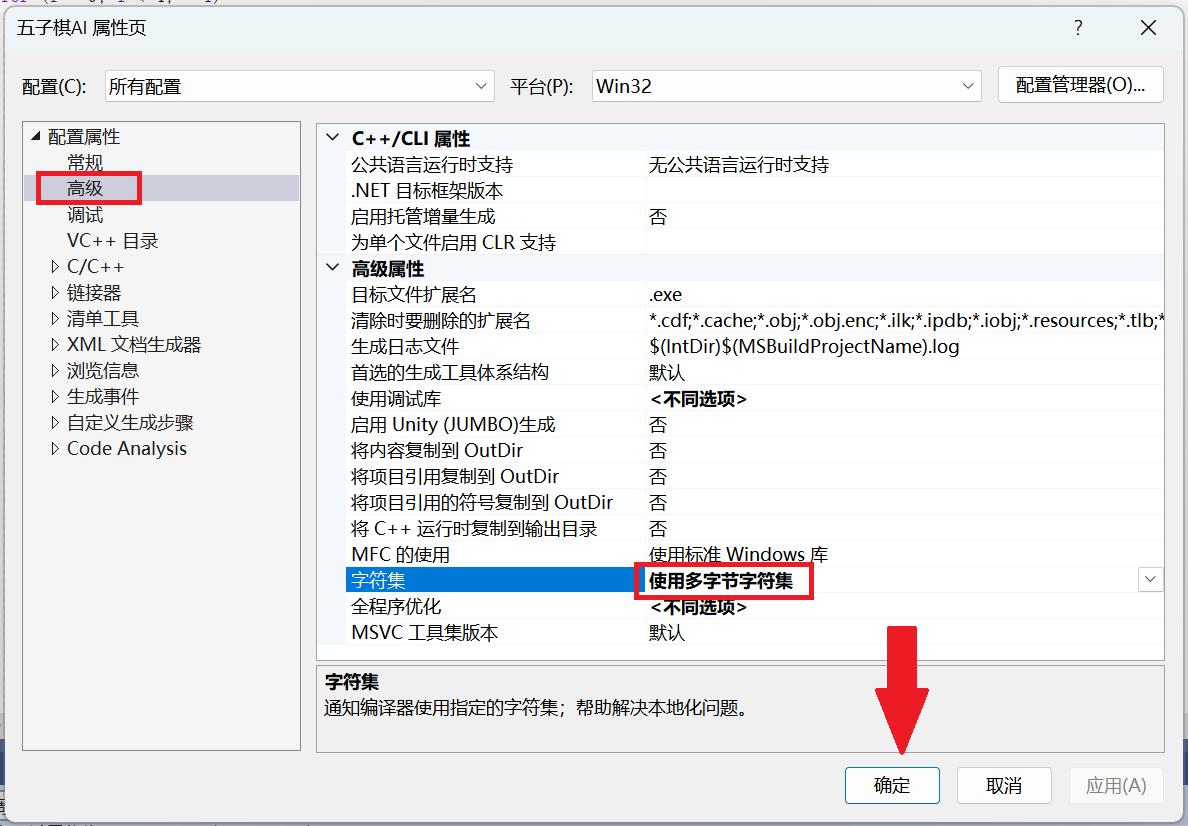 五子棋AI 属性页
?
配置(C):
所有配置
平台(P):
Win32
配置管理器(O)...
配置属性
常规
高级
调试
VC++ 目录
C/C++
链接器
清单工具
XML 文档生成器
浏览信息
生成事件
自定义生成步骤
Code Analysis
C++/CLI 属性
公共语言运行时支持 无公共语言运行时支持
.NET 目标框架版本
启用托管增量生成 否
为单个文件启用 CLR 支持
高级属性
目标文件扩展名 .exe
清除时要删除的扩展名 *.cdf;*.cache;*.obj;*.obj.enc;*.ilk;*.ipdb;*.iobj;*.resources;*.tlb;*
生成日志文件 $(IntDir)$(MSBuildProjectName).log
首选的生成工具体系结构 默认
使用调试库 <不同选项>
启用 Unity (JUMBO)生成 否
将内容复制到 OutDir 否
将项目引用复制到 OutDir 否
将项目引用的符号复制到 OutDir 否
将 C++ 运行时复制到输出目录 否
MFC 的使用 使用标准 Windows 库
字符集 使用多字节字符集
全程序优化 <不同选项>
MSVC 工具集版本 默认
字符集
通知编译器使用指定的字符集；帮助解决本地化问题。
确定
取消
应用(A)